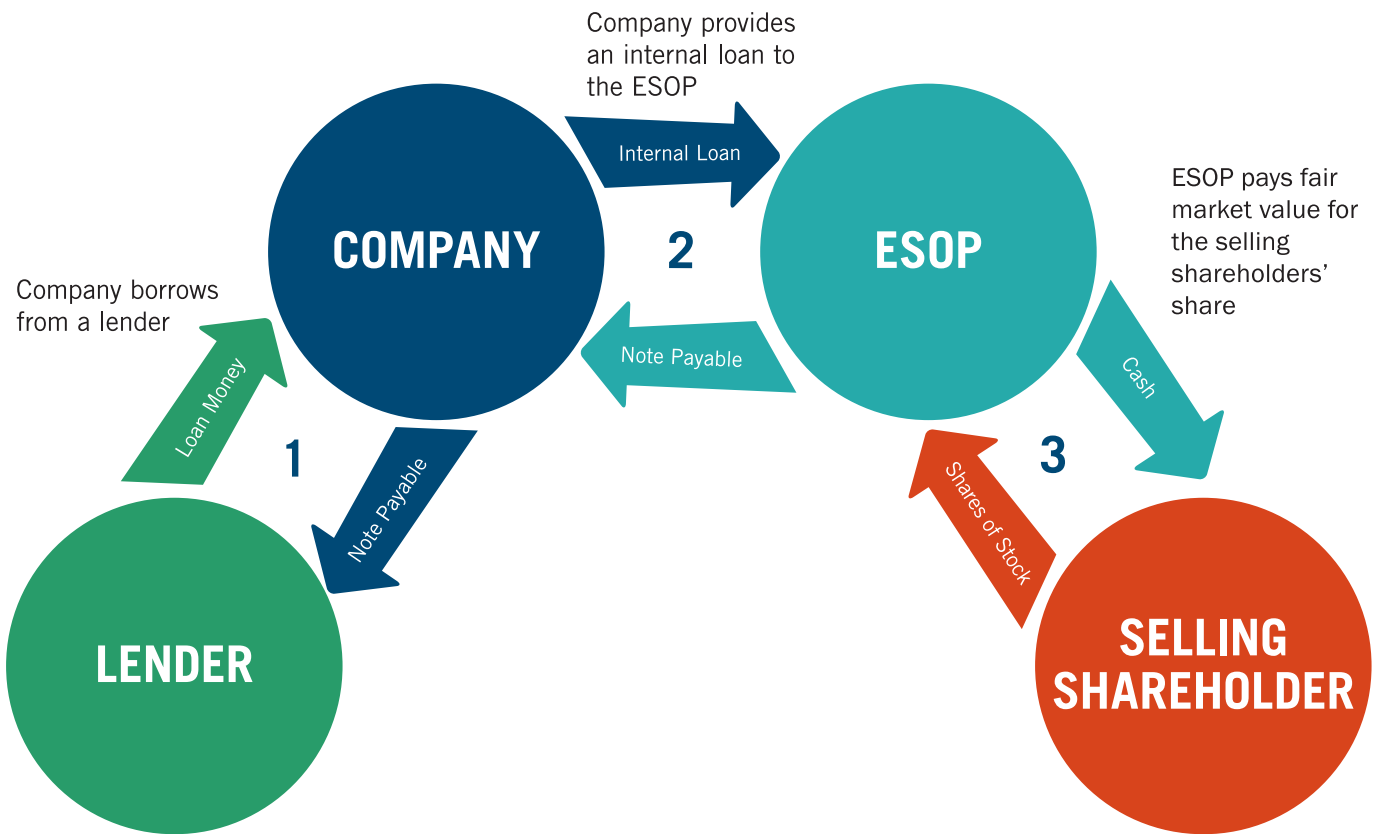 Company provides
an internal loan to
the ESOP
Internal Loan
COMPANY
2
ESOP
ESOP pays fair
market value for
the selling
shareholders’
share
Company borrows
from a lender
Note Payable
Cash
Loan Money
1
Note Payable
3
Shares of Stock
LENDER
SELLING
SHAREHOLDER